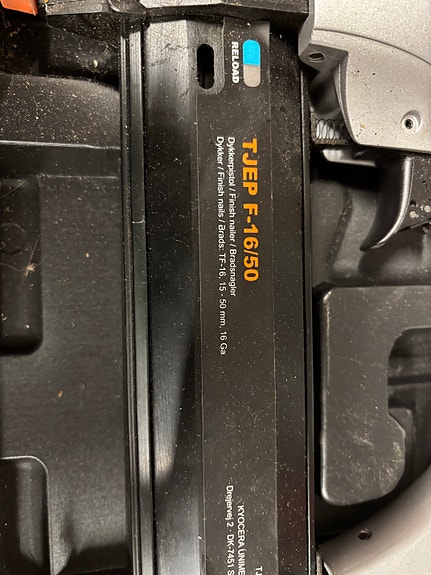 RELOAD
TJEP F-16/50
Dykkerpistol / Finish nailer / Bradsnagler
Dykker / Finish nails / Brads: TF-16, 15 - 50 mm, 16 Ga.
TJ
KYOCERA UNIME
Drejervej 2 · DK-7451 S